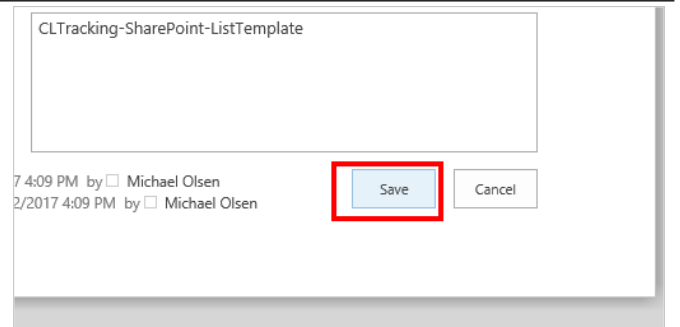 CLTracking-SharePoint-ListTemplate
7 4:09 PM by Michael Olsen
2/2017 4:09 PM by Michael Olsen
Save
Cancel